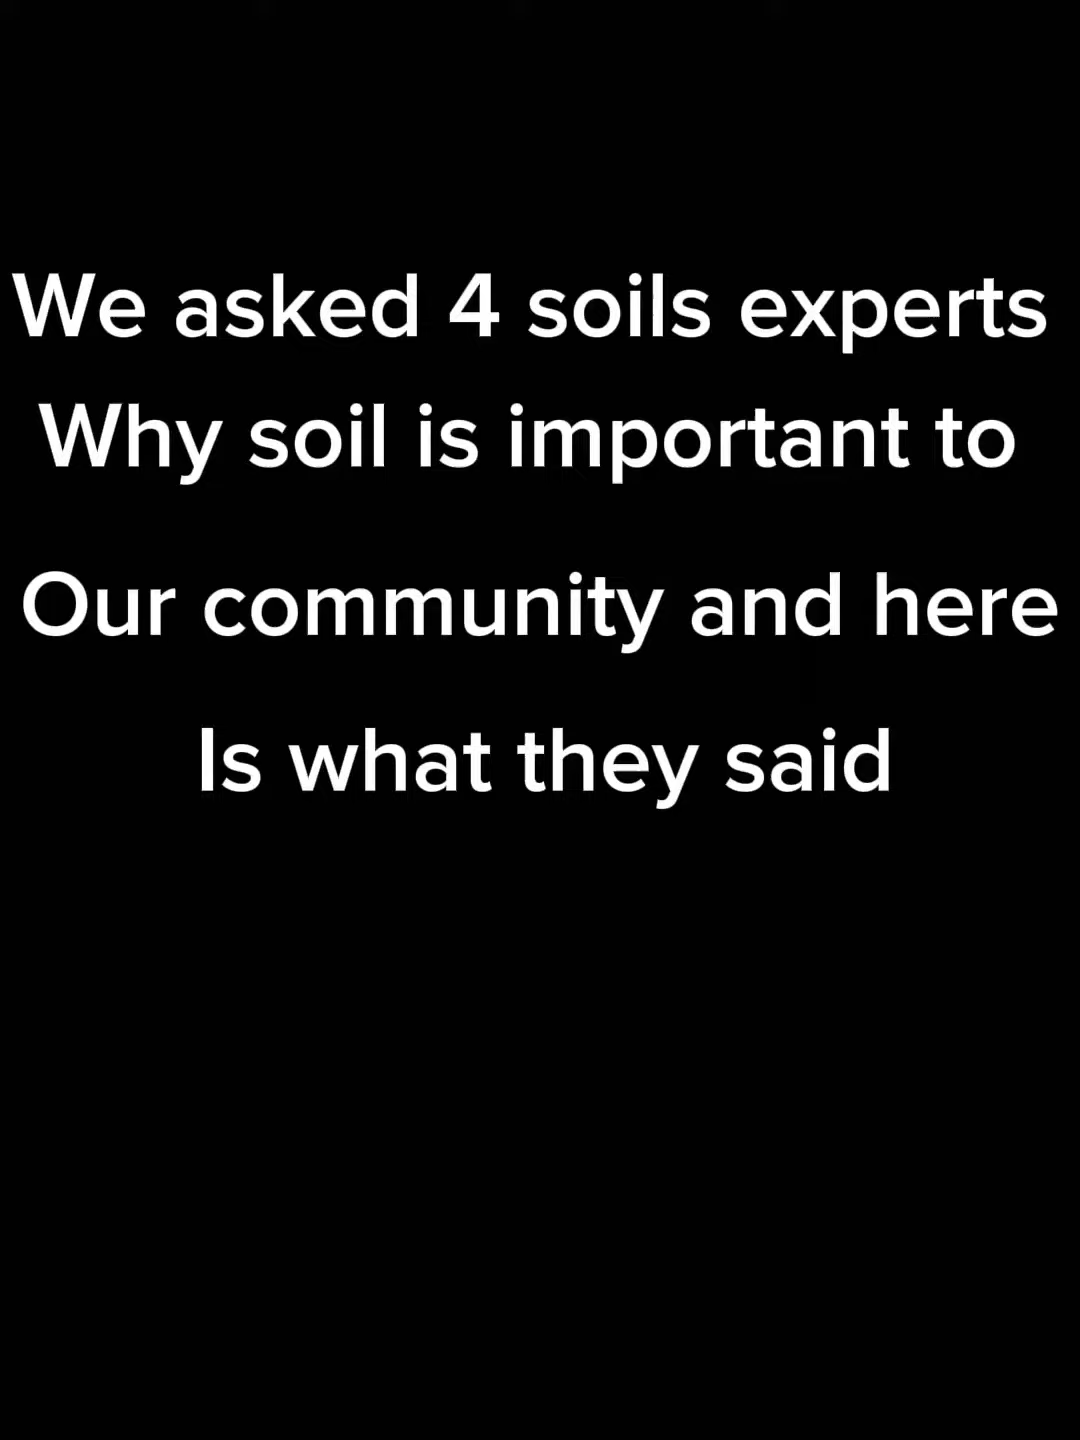 We asked 4 soils experts
Why soil is important to
Our community and here
Is what they said